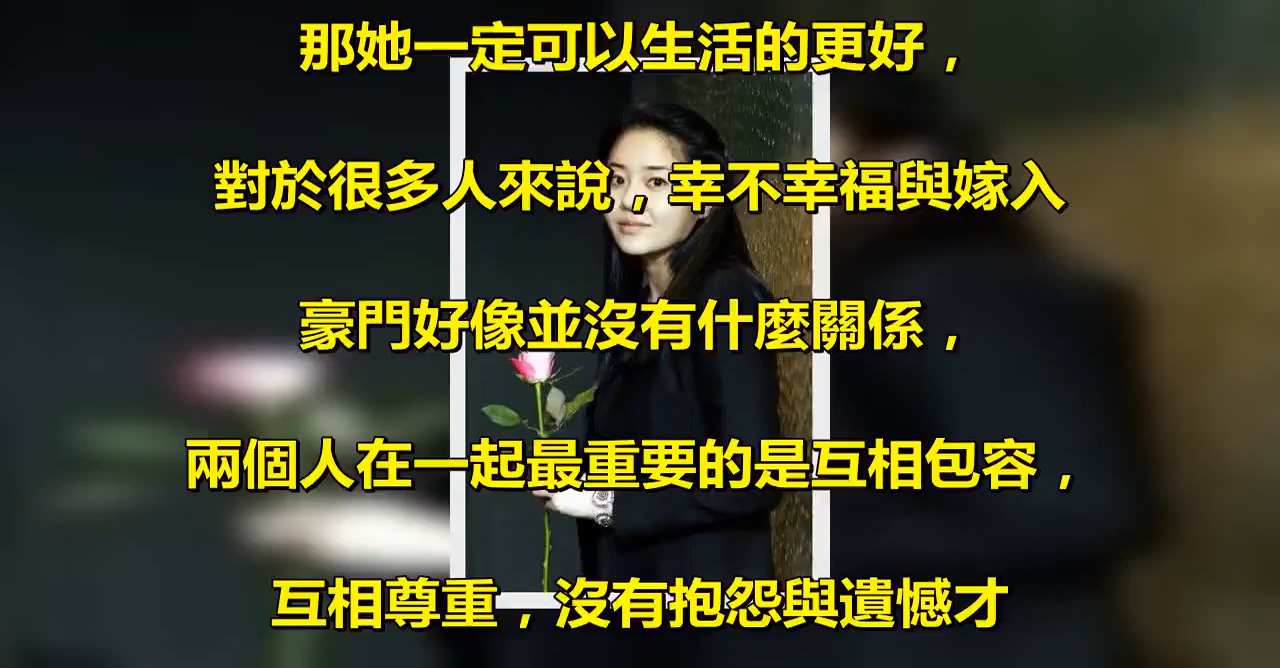 那她一定可以生活的更好，
對於很多人來說，幸不幸福與嫁入
豪門好像並沒有什麼關係，
兩個人在一起最重要的是互相包容，
互相尊重，沒有抱怨與遺憾才